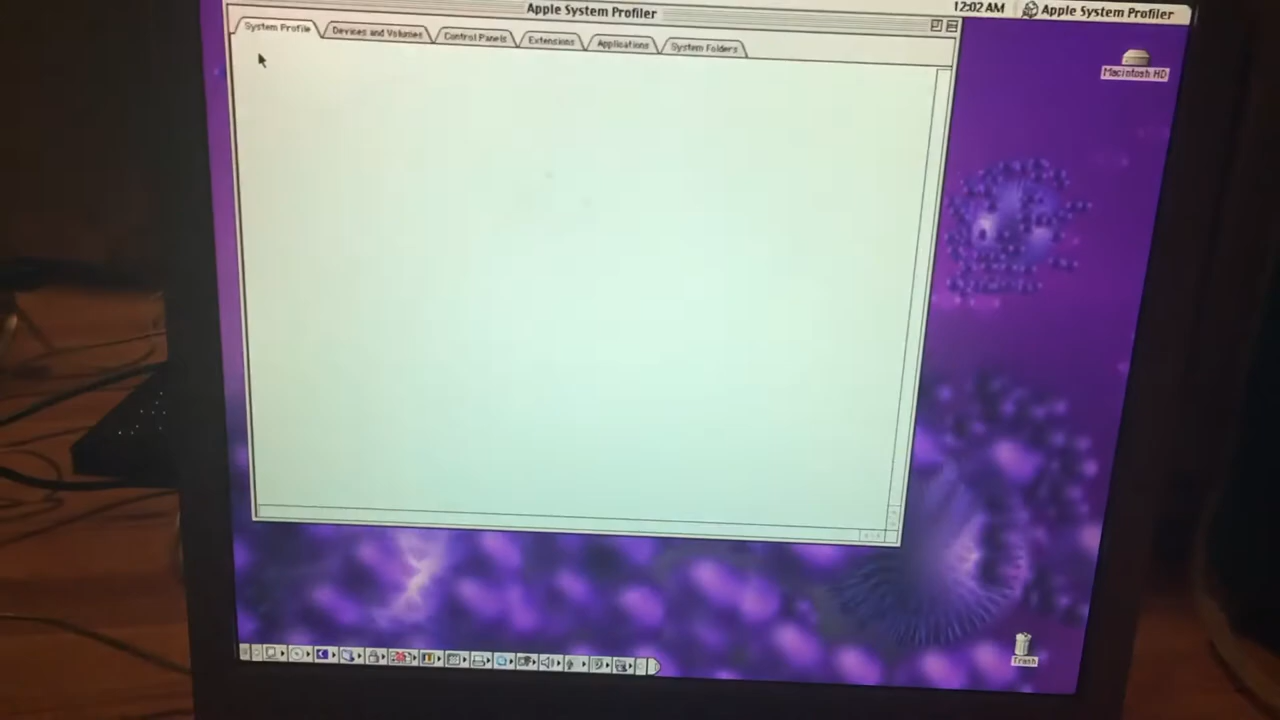 Apple System Profiler
12:02 AM
Apple System Profiler
System Profile
Devices and Volumes
Control Panels
Extensions
Applications
System Folders
Macintosh HD
Trash